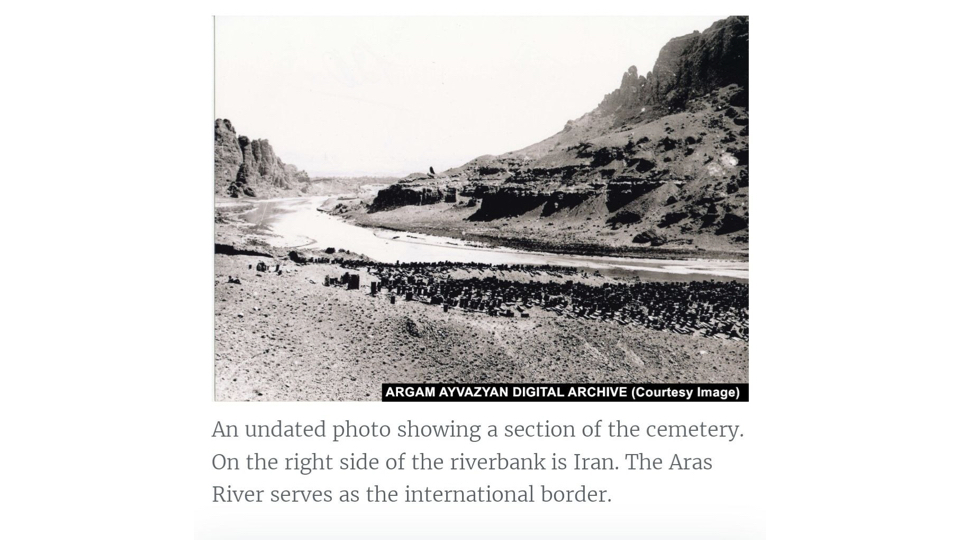 ARGAM AYVAZYAN DIGITAL ARCHIVE (Courtesy Image)
An undated photo showing a section of the cemetery.
On the right side of the riverbank is Iran. The Aras
River serves as the international border.